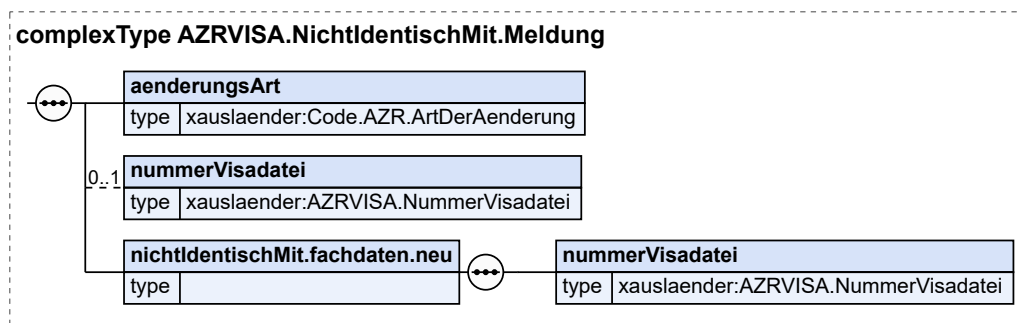 complexType AZRVISA.NichtIdentischMit.Meldung
aenderungsArt
type xauslaender:Code.AZR.ArtDerAenderung
0..1
nummerVisadatei
type xauslaender:AZRVISA.NummerVisadatei
nichtIdentischMit.fachdaten.neu
type
nummerVisadatei
type xauslaender:AZRVISA.NummerVisadatei